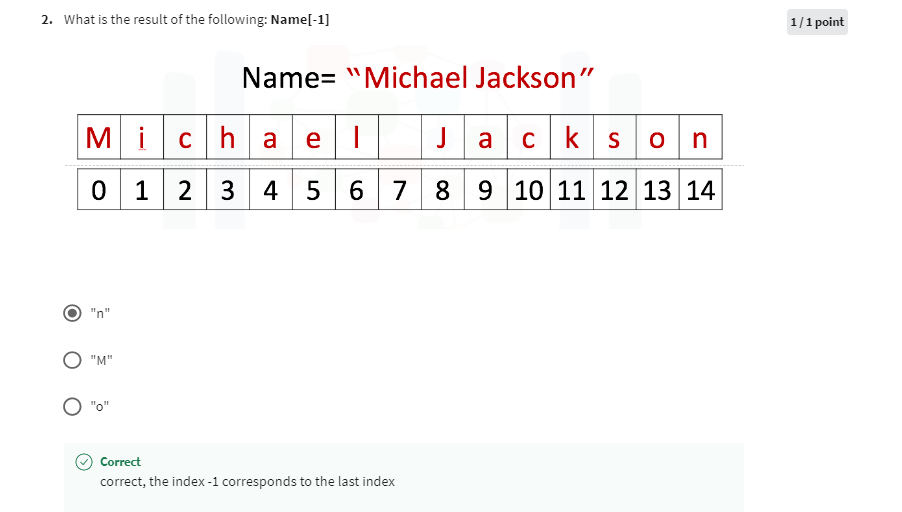 2. What is the result of the following: Name[-1]
1 / 1 point
Name= “Michael Jackson”
M i c h a e l J a c k s o n
0 1 2 3 4 5 6 7 8 9 10 11 12 13 14
"n"
"M"
"o"
Correct
correct, the index -1 corresponds to the last index